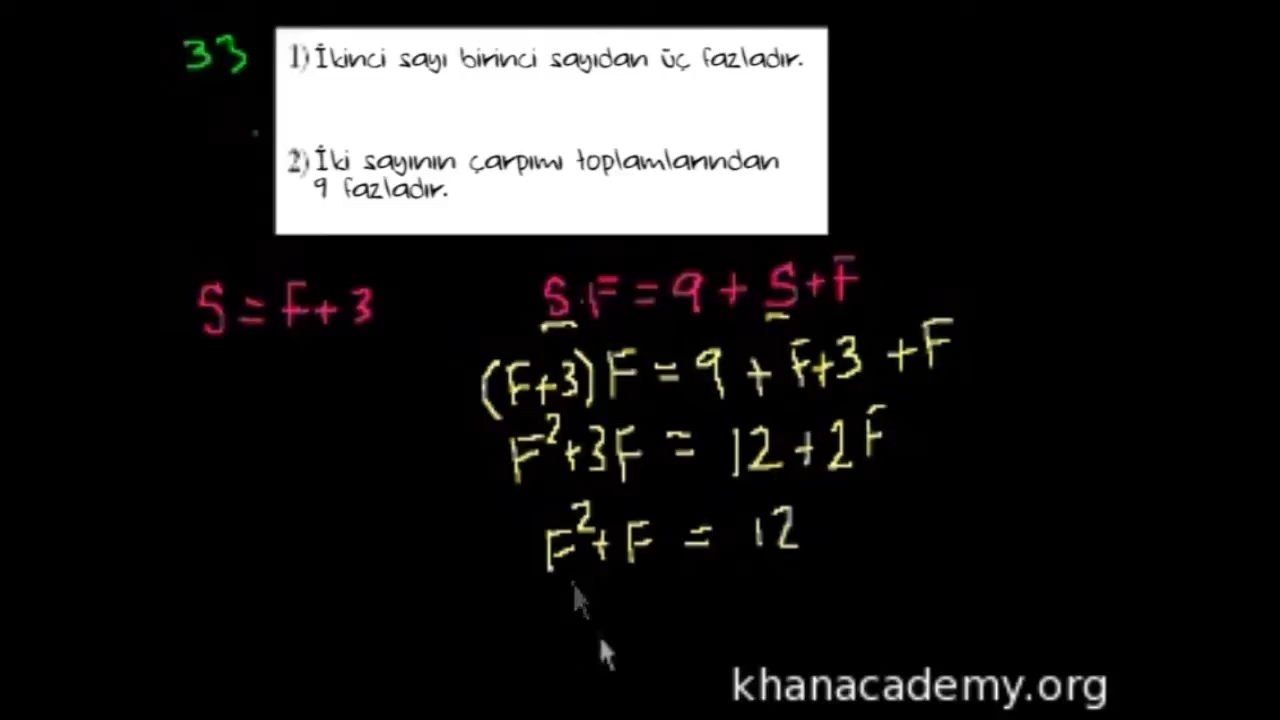 33
1) İkinci sayı birinci sayıdan üç fazladır.
2) İki sayının çarpımı toplamlarından
9 fazladır.
S = F + 3
S · F = 9 + S + F
(F+3) F = 9 + F+3 + F
F² + 3F = 12 + 2F
F² + F = 12
khanacademy.org